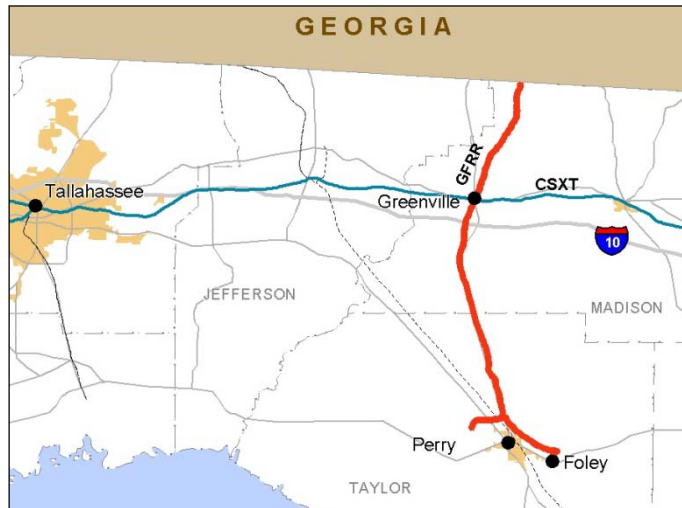 GEORGIA
GFRR
Tallahassee
CSXT
Greenville
10
JEFFERSON
MADISON
Perry
Foley
TAYLOR